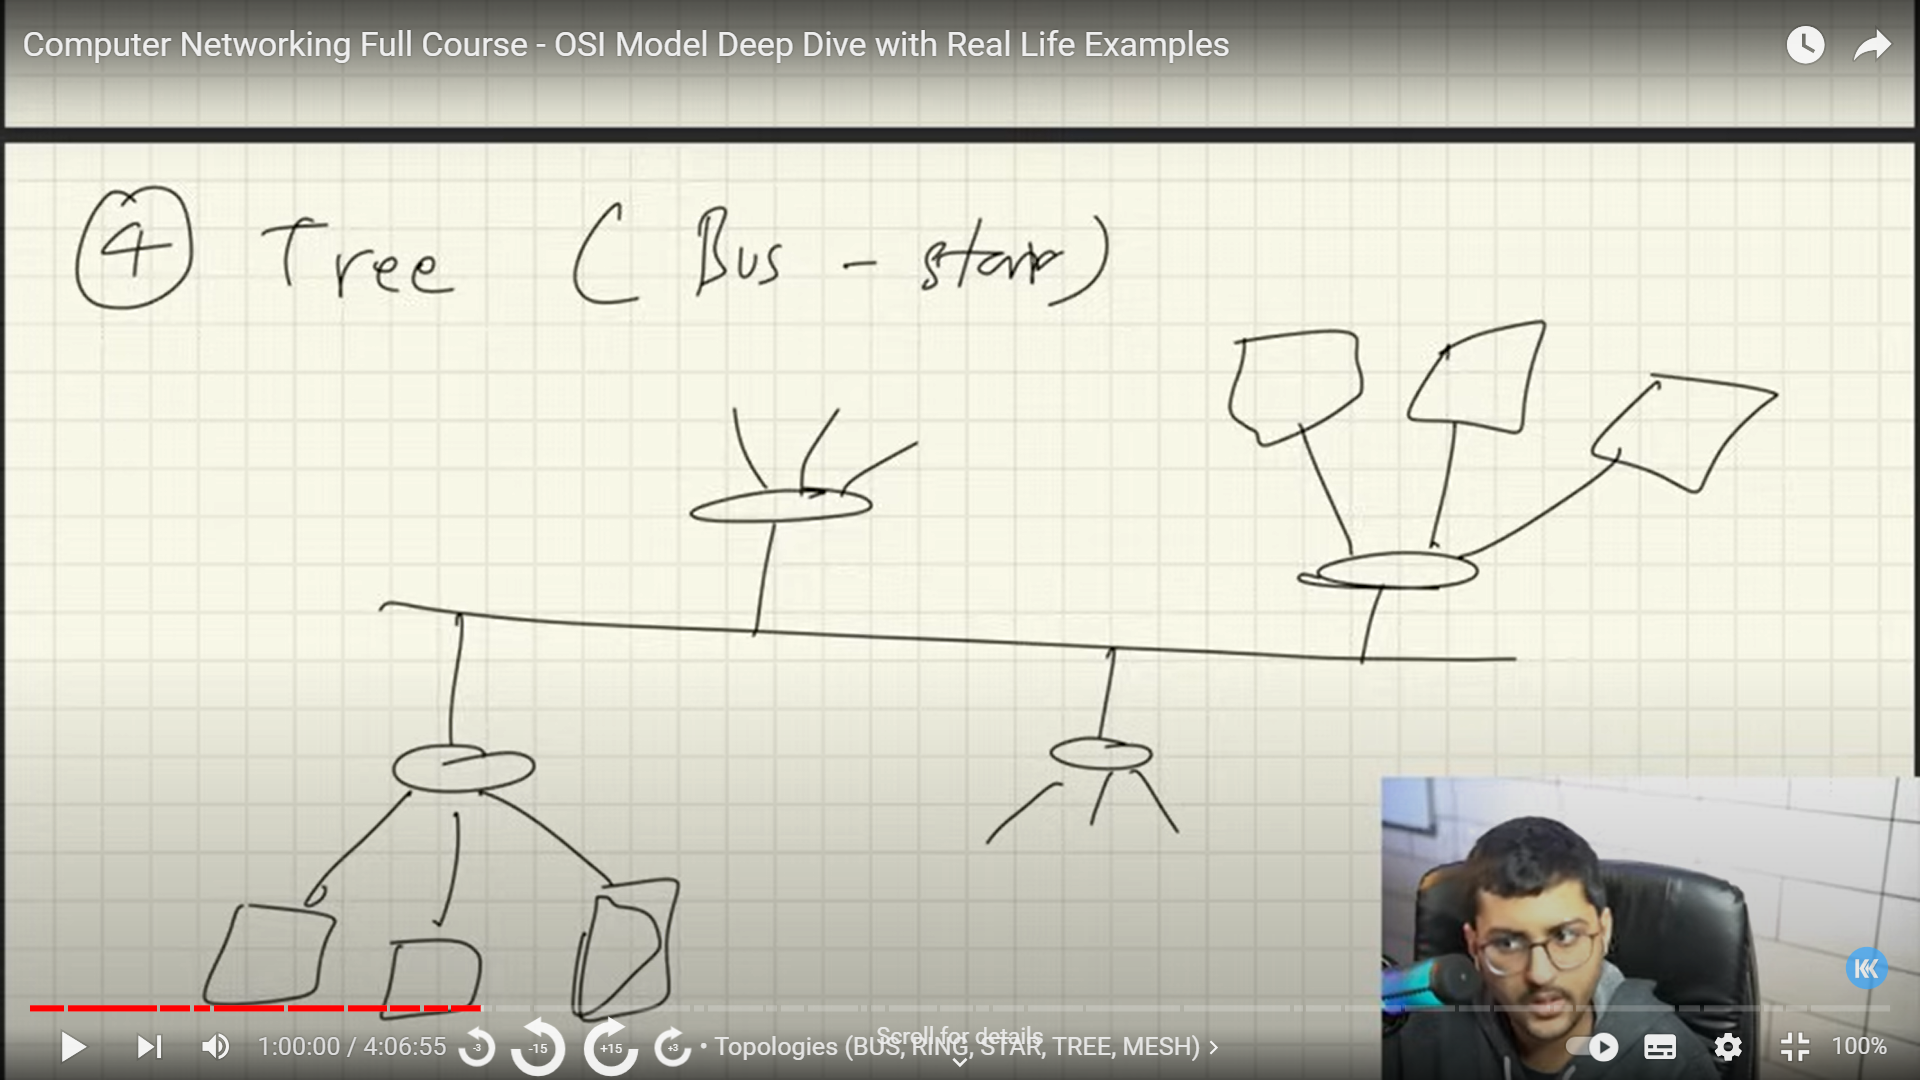 Computer Networking Full Course - OSI Model Deep Dive with Real Life Examples
4 Tree (Bus - star)
1:00:00 / 4:06:55
-3
-15
+15
+3
• Topologies (BUS, RING, STAR, TREE, MESH)
Scroll for details
100%